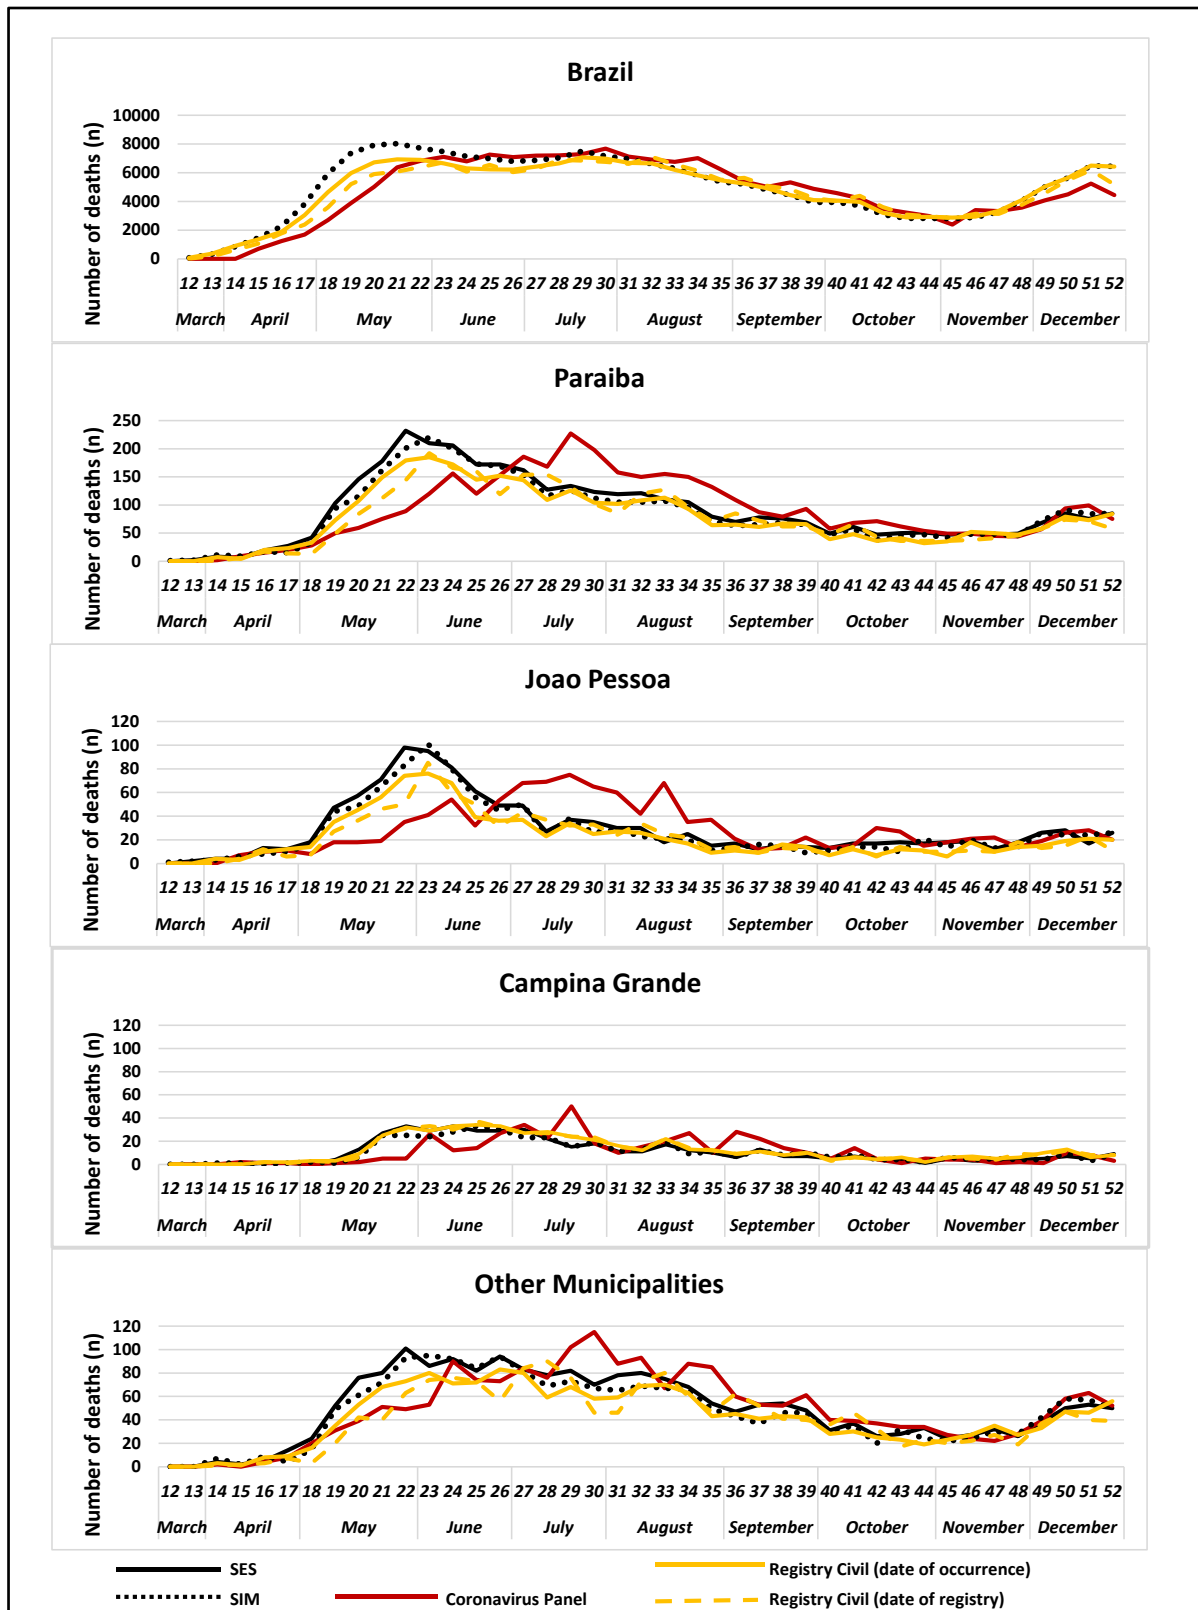 Brazil
Number of deaths (n)
10000
8000
6000
4000
2000
0
12 13 14 15 16 17 18 19 20 21 22 23 24 25 26 27 28 29 30 31 32 33 34 35 36 37 38 39 40 41 42 43 44 45 46 47 48 49 50 51 52
March April May June July August September October November December
Paraiba
Number of deaths (n)
250
200
150
100
50
0
12 13 14 15 16 17 18 19 20 21 22 23 24 25 26 27 28 29 30 31 32 33 34 35 36 37 38 39 40 41 42 43 44 45 46 47 48 49 50 51 52
March April May June July August September October November December
Joao Pessoa
Number of deaths (n)
120
100
80
60
40
20
0
12 13 14 15 16 17 18 19 20 21 22 23 24 25 26 27 28 29 30 31 32 33 34 35 36 37 38 39 40 41 42 43 44 45 46 47 48 49 50 51 52
March April May June July August September October November December
Campina Grande
Number of deaths (n)
120
100
80
60
40
20
0
12 13 14 15 16 17 18 19 20 21 22 23 24 25 26 27 28 29 30 31 32 33 34 35 36 37 38 39 40 41 42 43 44 45 46 47 48 49 50 51 52
March April May June July August September October November December
Other Municipalities
Number of deaths (n)
120
100
80
60
40
20
0
12 13 14 15 16 17 18 19 20 21 22 23 24 25 26 27 28 29 30 31 32 33 34 35 36 37 38 39 40 41 42 43 44 45 46 47 48 49 50 51 52
March April May June July August September October November December
SES Registry Civil (date of occurrence)
SIM Coronavirus Panel Registry Civil (date of registry)